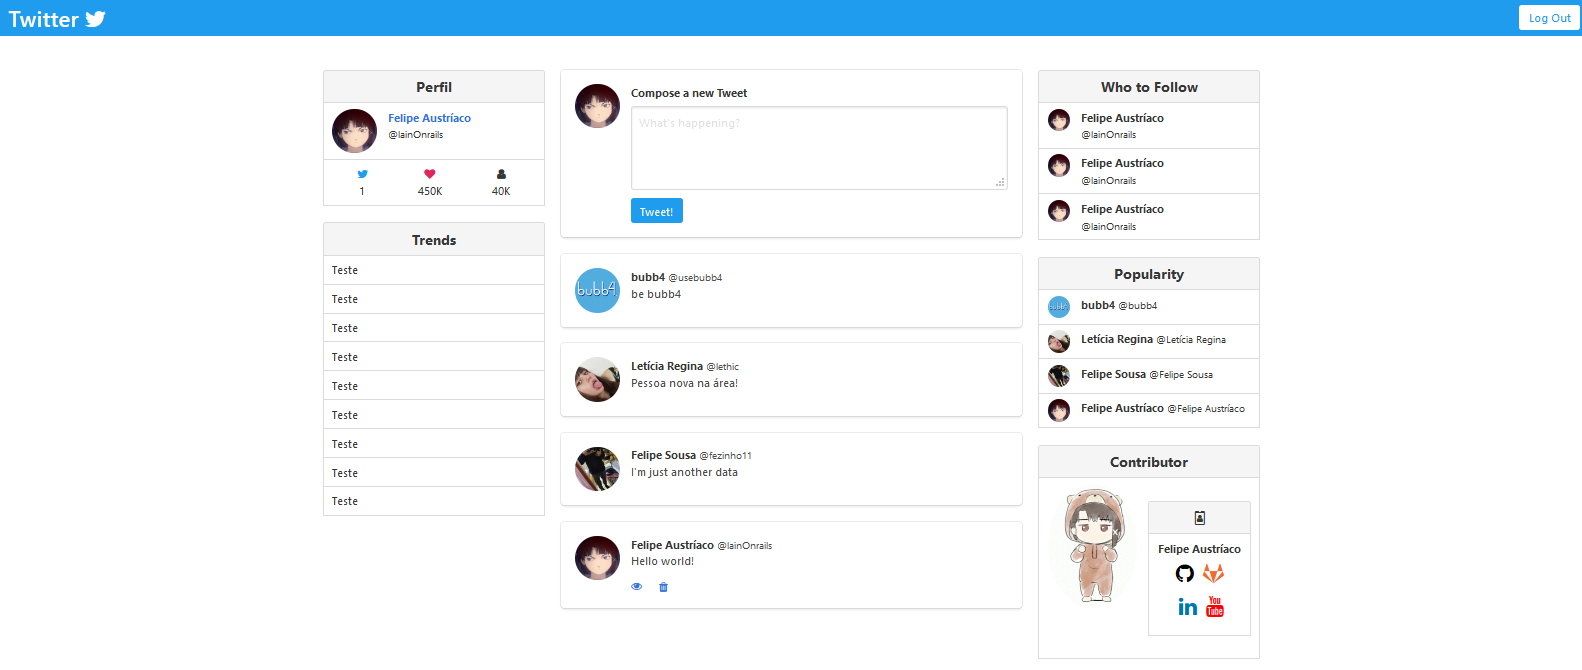 Twitter
Log Out
Perfil
Felipe Austríaco
@lainOnrails
1 450K 40K
Trends
Teste
Teste
Teste
Teste
Teste
Teste
Teste
Teste
Teste
Compose a new Tweet
What's happening?
Tweet!
bubb4
bubb4 @usebubb4
be bubb4
Letícia Regina @lethic
Pessoa nova na área!
Felipe Sousa @fezinho11
I'm just another data
Felipe Austríaco @lainOnrails
Hello world!
Who to Follow
Felipe Austríaco
@lainOnrails
Felipe Austríaco
@lainOnrails
Felipe Austríaco
@lainOnrails
Popularity
bubb4
bubb4 @bubb4
Letícia Regina @Letícia Regina
Felipe Sousa @Felipe Sousa
Felipe Austríaco @Felipe Austríaco
Contributor
Felipe Austríaco
in
You
Tube